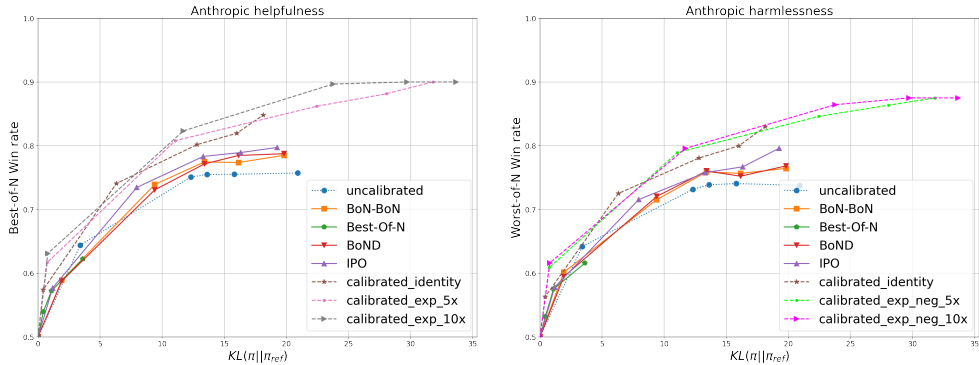 Anthropic helpfulness
1.0
0.9
0.8
0.7
0.6
0.5
Best-of-N Win rate
0 5 10 15 20 25 30 35
KL(π||π_ref)
uncalibrated
BoN-BoN
Best-Of-N
BoND
IPO
calibrated_identity
calibrated_exp_5x
calibrated_exp_10x
Anthropic harmlessness
1.0
0.9
0.8
0.7
0.6
0.5
Worst-of-N Win rate
0 5 10 15 20 25 30 35
KL(π||π_ref)
uncalibrated
BoN-BoN
Best-Of-N
BoND
IPO
calibrated_identity
calibrated_exp_neg_5x
calibrated_exp_neg_10x